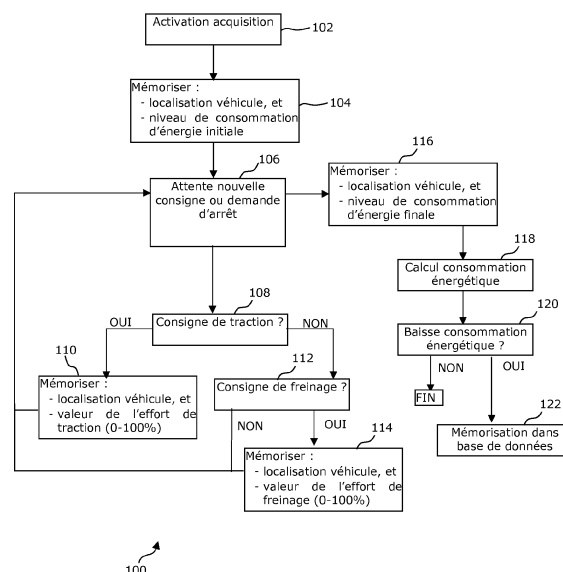 Activation acquisition
102
Mémoriser :
- localisation véhicule, et
- niveau de consommation
d'énergie initiale
104
106
Attente nouvelle
consigne ou demande
d'arrêt
116
Mémoriser :
- localisation véhicule, et
- niveau de consommation
d'énergie finale
118
Calcul consommation
énergétique
108
Consigne de traction ?
OUI
NON
120
Baisse consommation
énergétique ?
NON
OUI
FIN
110
Mémoriser :
- localisation véhicule, et
- valeur de l'effort de
traction (0-100%)
112
Consigne de freinage ?
NON
OUI
122
Mémorisation dans
base de données
114
Mémoriser :
- localisation véhicule, et
- valeur de l'effort de
freinage (0-100%)
100